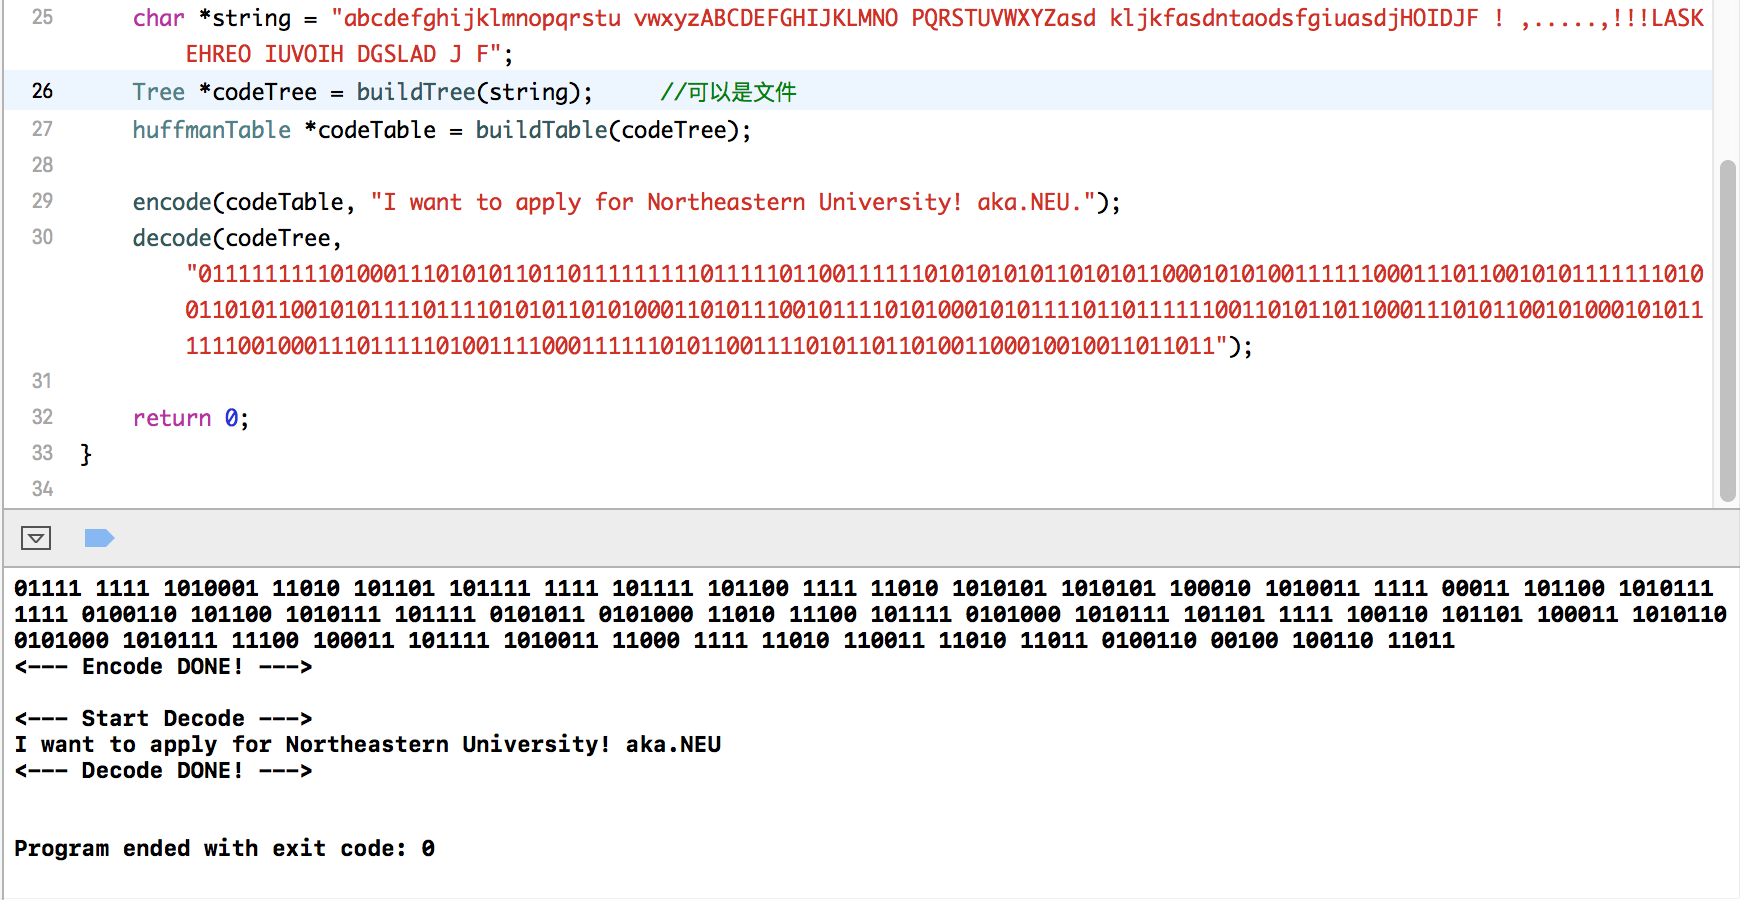 25 char *string = "abcdefghijklmnopqrstu vwxyzABCDEFGHIJKLMNO PQRSTUVWXYZasd kljkfasdntaodsfgiuasdjHOIDJF ! ,.....,!!!LASK
EHREO IUVOIH DGSLAD J F";
26 Tree *codeTree = buildTree(string); //可以是文件
27 huffmanTable *codeTable = buildTable(codeTree);
28
29 encode(codeTable, "I want to apply for Northeastern University! aka.NEU.");
30 decode(codeTree,
"011111111101000111010101101101111111110111110110011111101010101011010101100010101001111110001110110010101111111010
01101011001010111101111010101101010001101011100101111010100010101111011011111100110101101100011101011001010001 01011
1111001000111011111010011110001111110101100111101011011010011000100100110 11011");
31
32 return 0;
33 }
34
01111 1111 1010001 11010 101101 101111 1111 101111 101100 1111 11010 1010101 1010101 100010 1010011 1111 00011 101100 1010111
1111 0100110 101100 1010111 101111 0101011 0101000 11010 11100 101111 0101000 1010111 101101 1111 100110 101101 100011 1010110
0101000 1010111 11100 100011 101111 1010011 11000 1111 11010 110011 11010 11011 0100110 00100 100110 11011
<--- Encode DONE! --->
<--- Start Decode --->
I want to apply for Northeastern University! aka.NEU
<--- Decode DONE! --->
Program ended with exit code: 0